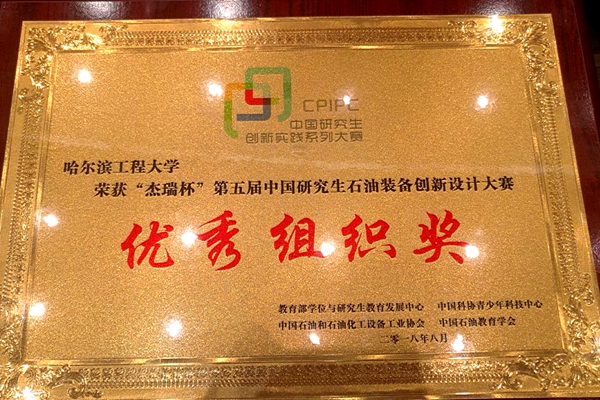 CPIPC
中国研究生
创新实践系列大赛
哈尔滨工程大学
荣获“杰瑞杯”第五届中国研究生石油装备创新设计大赛
优秀组织奖
教育部学位与研究生教育发展中心 中国科协青少年科技中心
中国石油和石油化工设备工业协会 中国石油教育学会
二零一八年八月